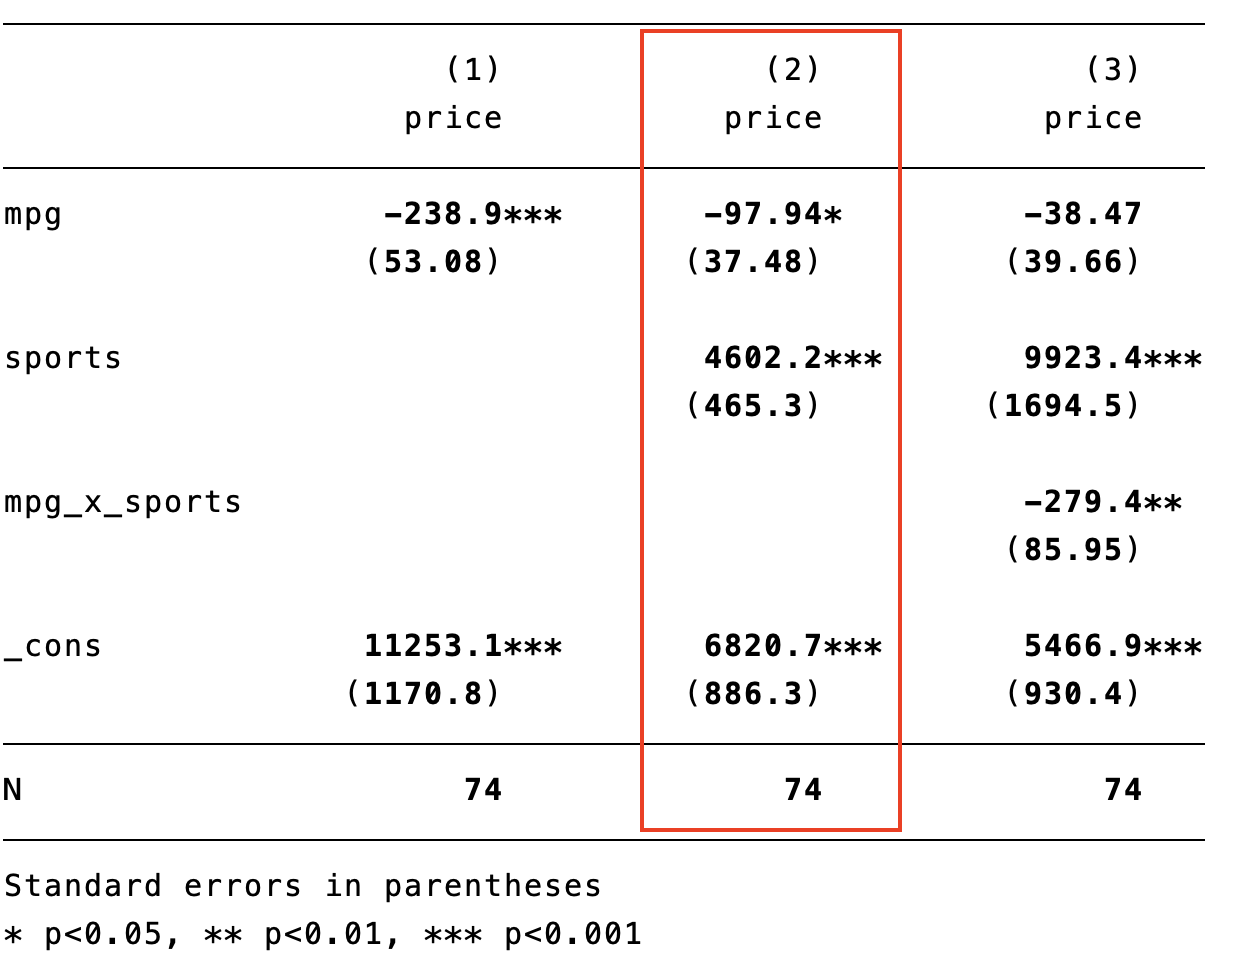 (1) (2) (3)
price price price
mpg -238.9*** -97.94* -38.47
(53.08) (37.48) (39.66)
sports 4602.2*** 9923.4***
(465.3) (1694.5)
mpg_x_sports -279.4**
(85.95)
_cons 11253.1*** 6820.7*** 5466.9***
(1170.8) (886.3) (930.4)
N 74 74 74
Standard errors in parentheses
* p<0.05, ** p<0.01, *** p<0.001